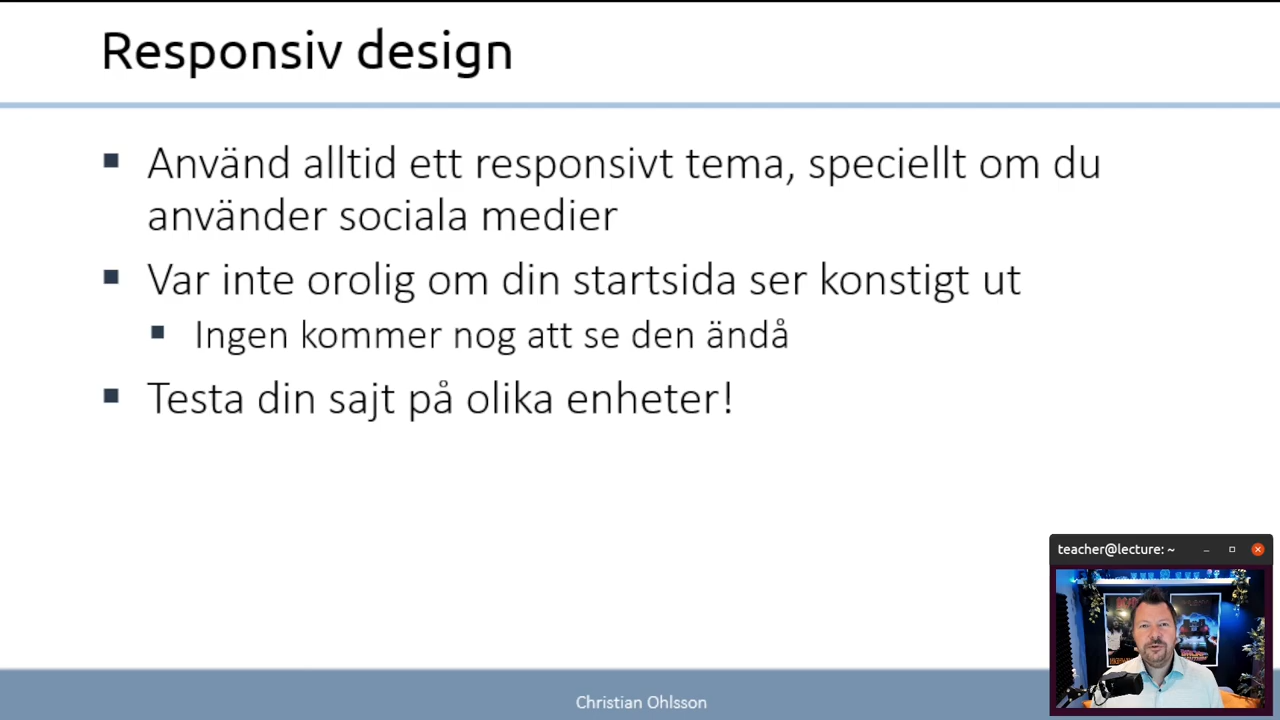 Responsiv design
Använd alltid ett responsivt tema, speciellt om du
använder sociala medier
Var inte orolig om din startsida ser konstigt ut
Ingen kommer nog att se den ändå
Testa din sajt på olika enheter!
teacher@lecture: ~
Christian Ohlsson